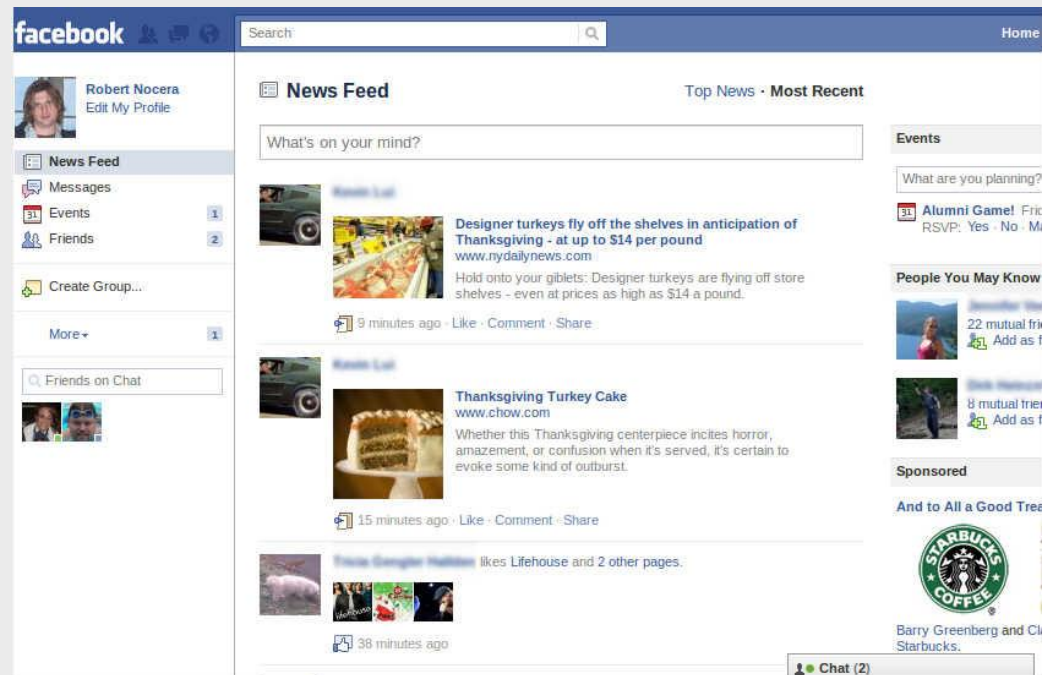 facebook
Search
Home
Robert Nocera
Edit My Profile
News Feed
Messages
31 Events 1
Friends 2
Create Group...
More 1
Friends on Chat
News Feed
Top News · Most Recent
What's on your mind?
Designer turkeys fly off the shelves in anticipation of
Thanksgiving - at up to $14 per pound
www.nydailynews.com
Hold onto your giblets: Designer turkeys are flying off store
shelves - even at prices as high as $14 a pound.
9 minutes ago · Like · Comment · Share
Thanksgiving Turkey Cake
www.chow.com
Whether this Thanksgiving centerpiece incites horror,
amazement, or confusion when it's served, it's certain to
evoke some kind of outburst.
15 minutes ago · Like · Comment · Share
likes Lifehouse and 2 other pages.
lifehouse
38 minutes ago
Events
What are you planning?
31 Alumni Game! Fri
RSVP: Yes · No · Ma
People You May Know
22 mutual frie
Add as f
8 mutual frien
Add as f
Sponsored
And to All a Good Trea
STARBUCKS
COFFEE
®
Barry Greenberg and Cla
Starbucks.
Chat (2)